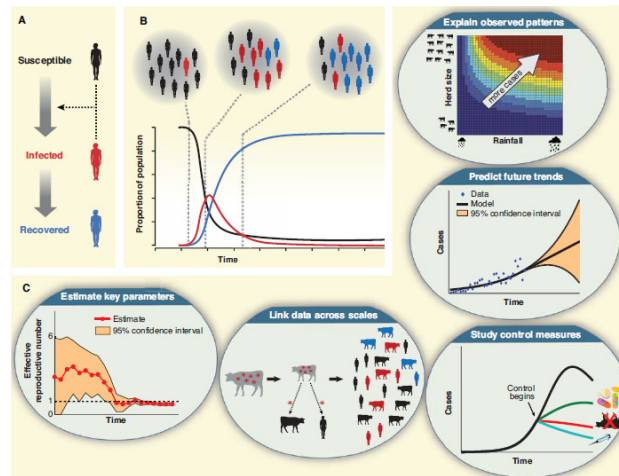 A
Susceptible
Infected
Recovered
B
Proportion of population
Time
Explain observed patterns
Herd size
more cases
Rainfall
Predict future trends
Data
Model
95% confidence interval
Cases
Time
C
Estimate key parameters
Estimate
95% confidence interval
Effective
reproductive number
6
1
Time
Link data across scales
Study control measures
Control
begins
Cases
Time